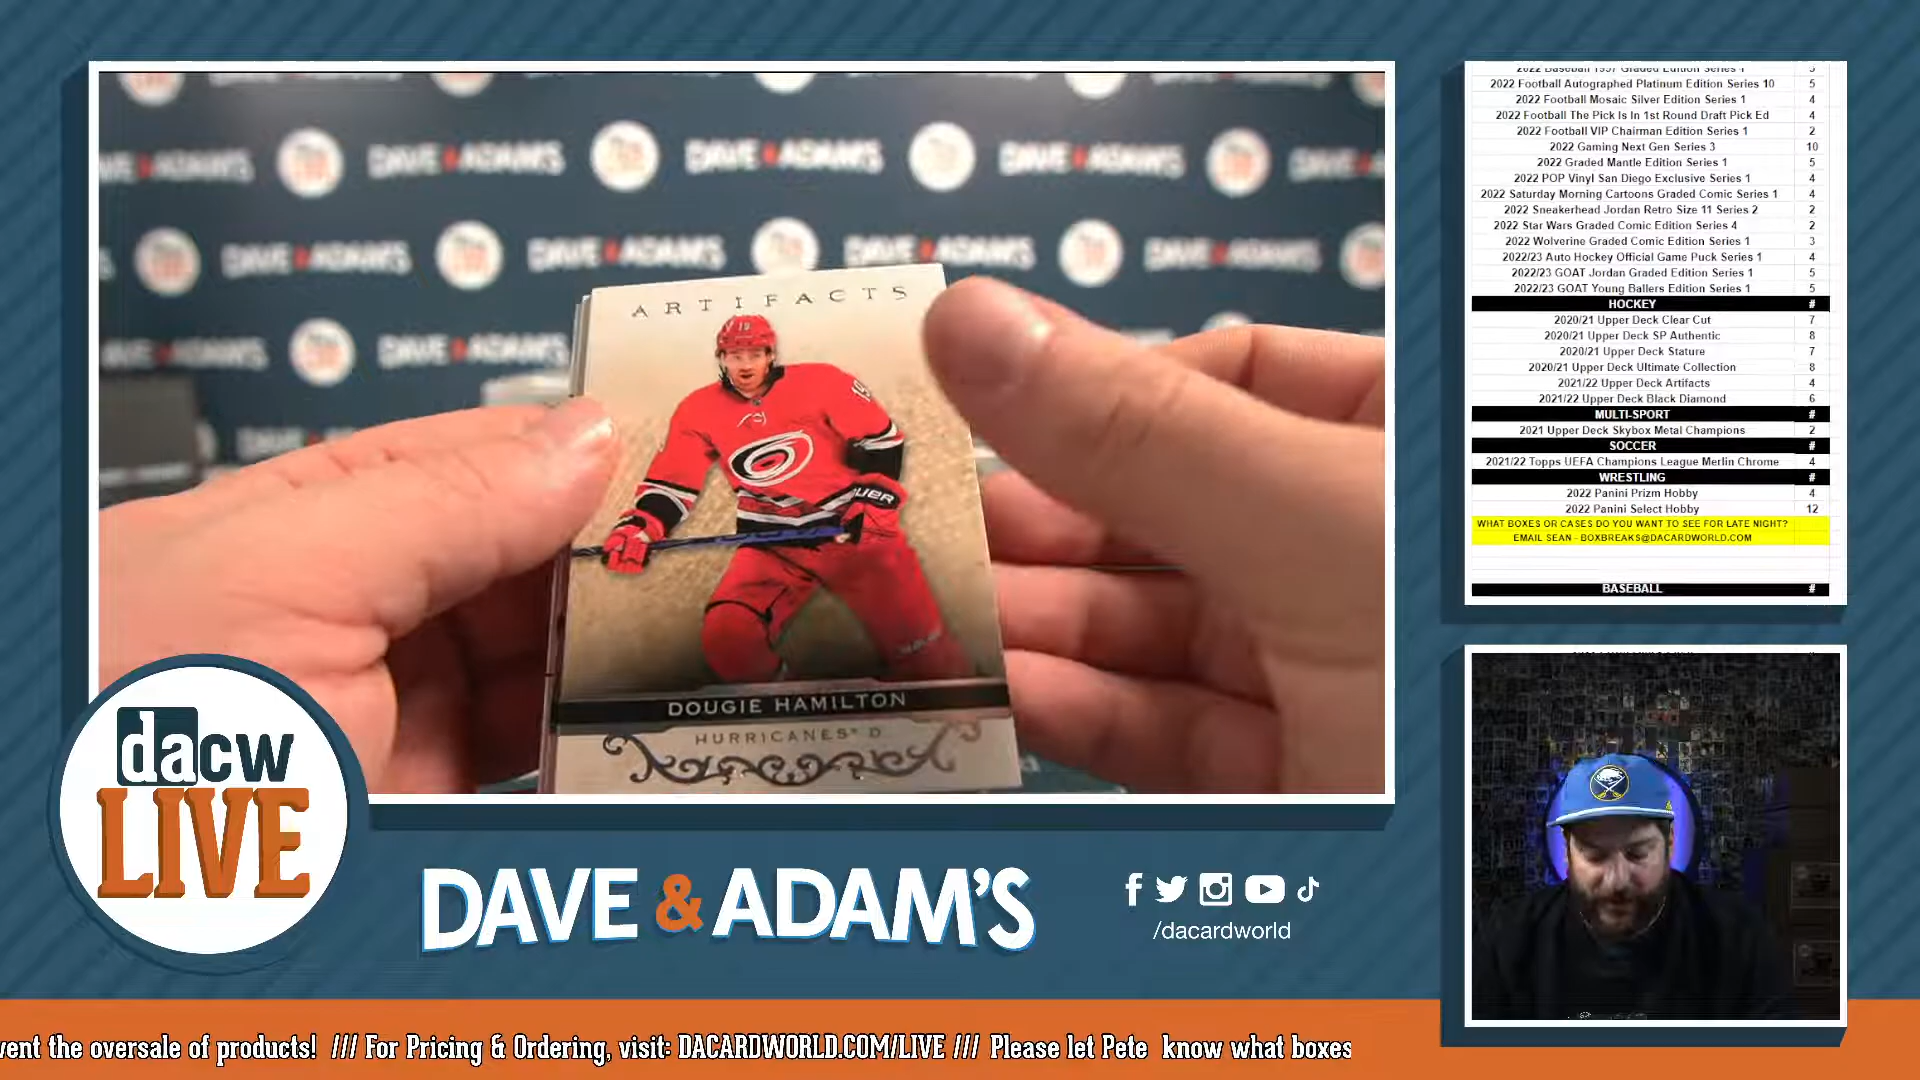 DAVE & ADAM'S
ARTIFACTS
19
BAUER
DOUGIE HAMILTON
HURRICANES® D
2022 Baseball 1957 Graded Edition Series 1 5
2022 Football Autographed Platinum Edition Series 10 5
2022 Football Mosaic Silver Edition Series 1 4
2022 Football The Pick Is In 1st Round Draft Pick Ed 4
2022 Football VIP Chairman Edition Series 1 2
2022 Gaming Next Gen Series 3 10
2022 Graded Mantle Edition Series 1 5
2022 POP Vinyl San Diego Exclusive Series 1 4
2022 Saturday Morning Cartoons Graded Comic Series 1 4
2022 Sneakerhead Jordan Retro Size 11 Series 2 2
2022 Star Wars Graded Comic Edition Series 4 2
2022 Wolverine Graded Comic Edition Series 1 3
2022/23 Auto Hockey Official Game Puck Series 1 4
2022/23 GOAT Jordan Graded Edition Series 1 5
2022/23 GOAT Young Ballers Edition Series 1 5
HOCKEY #
2020/21 Upper Deck Clear Cut 7
2020/21 Upper Deck SP Authentic 8
2020/21 Upper Deck Stature 7
2020/21 Upper Deck Ultimate Collection 8
2021/22 Upper Deck Artifacts 4
2021/22 Upper Deck Black Diamond 6
MULTI-SPORT #
2021 Upper Deck Skybox Metal Champions 2
SOCCER #
2021/22 Topps UEFA Champions League Merlin Chrome 4
WRESTLING #
2022 Panini Prizm Hobby 4
2022 Panini Select Hobby 12
WHAT BOXES OR CASES DO YOU WANT TO SEE FOR LATE NIGHT?
EMAIL SEAN - BOXBREAKS@DACARDWORLD.COM
BASEBALL #
dacw
LIVE
DAVE & ADAM'S
/dacardworld
vent the oversale of products! /// For Pricing & Ordering, visit: DACARDWORLD.COM/LIVE /// Please let Pete know what boxes